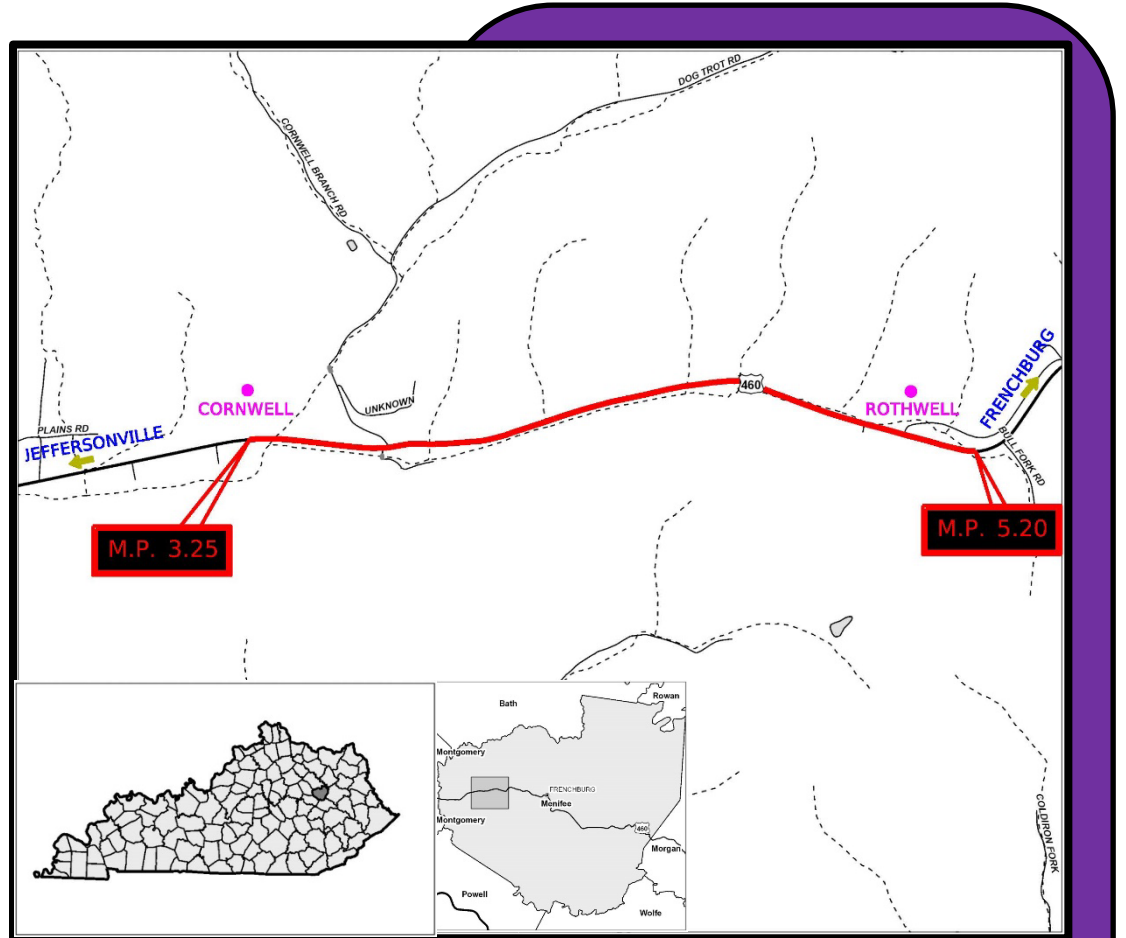 DOG TROT RD
CORNWELL BRANCH RD
FRENCHBURG
460
CORNWELL
ROTHWELL
UNKNOWN
PLAINS RD
JEFFERSONVILLE
BULL FORK RD
M.P. 3.25
M.P. 5.20
COLDIRON FORK
Rowan
Bath
Montgomery
FRENCHBURG
Menifee
Montgomery
460
Morgan
Powell
Wolfe